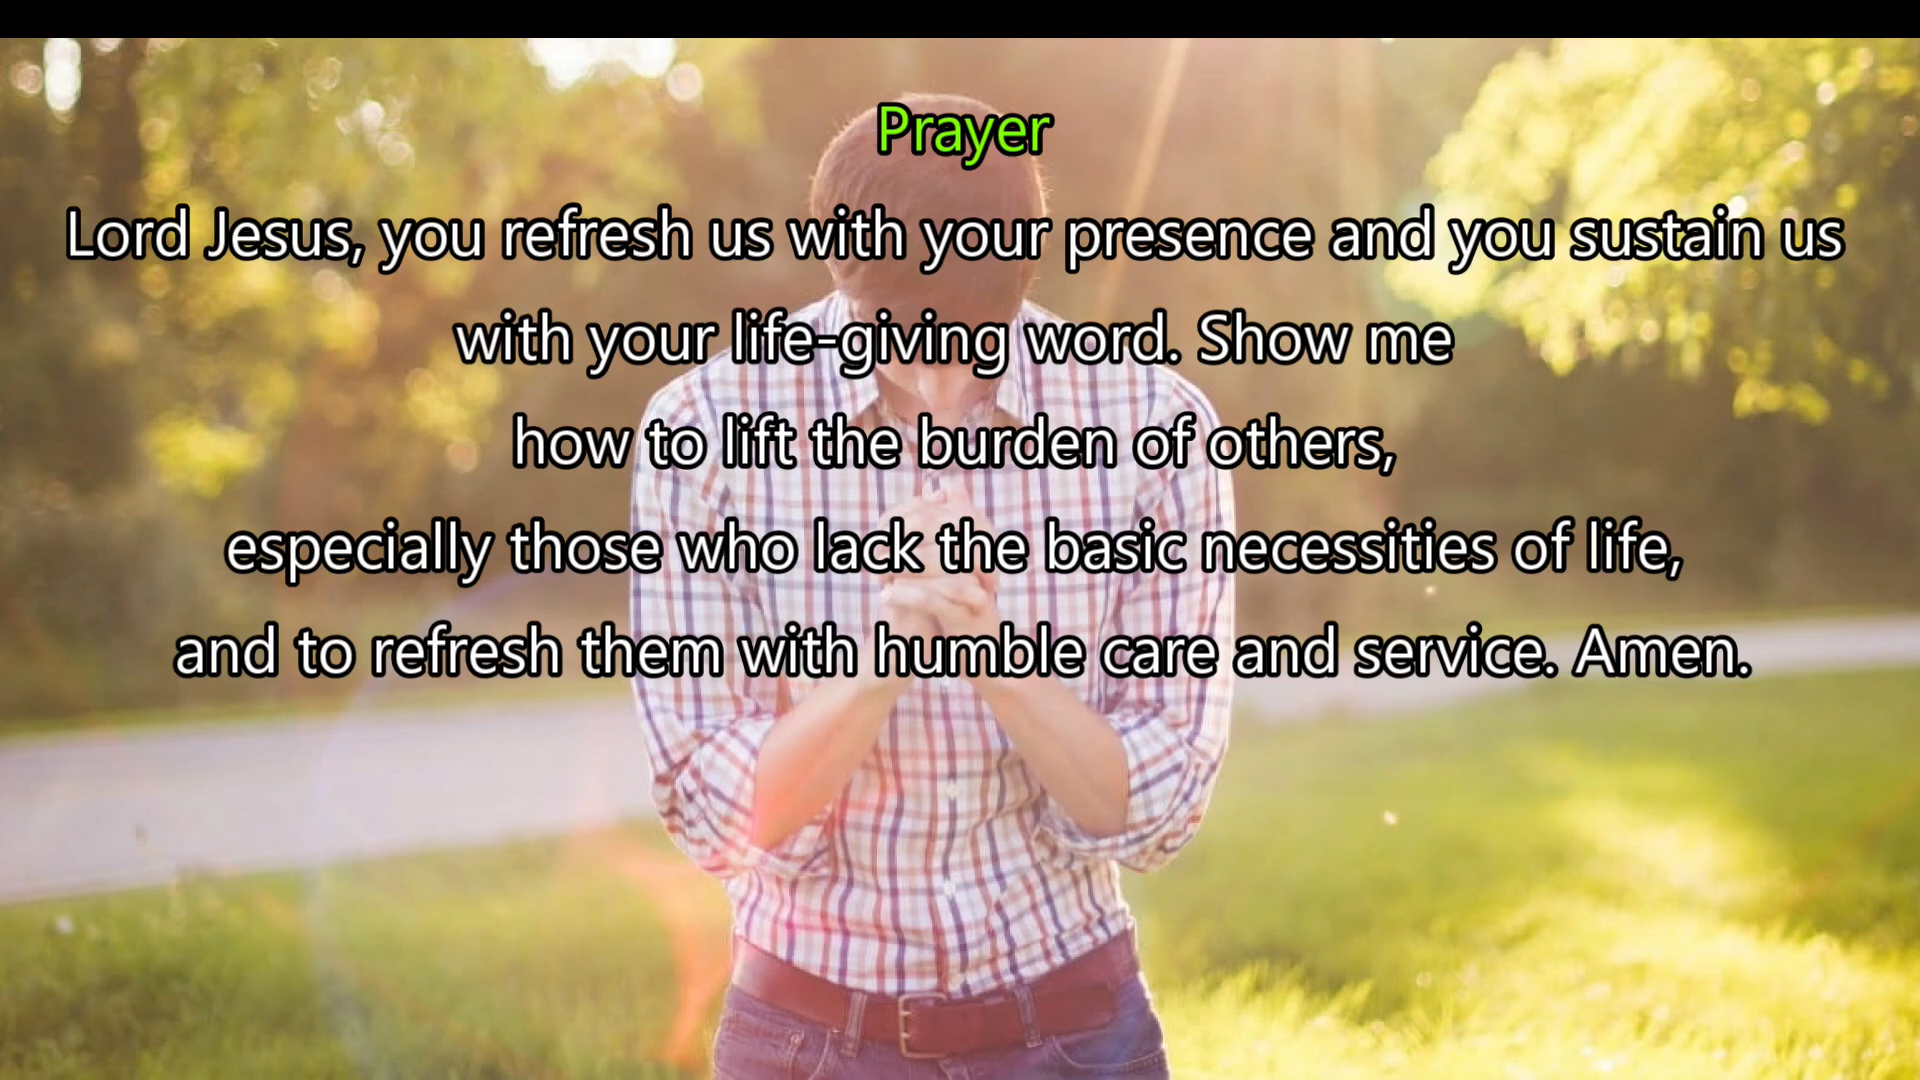 Prayer
Lord Jesus, you refresh us with your presence and you sustain us
with your life-giving word. Show me
how to lift the burden of others,
especially those who lack the basic necessities of life,
and to refresh them with humble care and service. Amen.